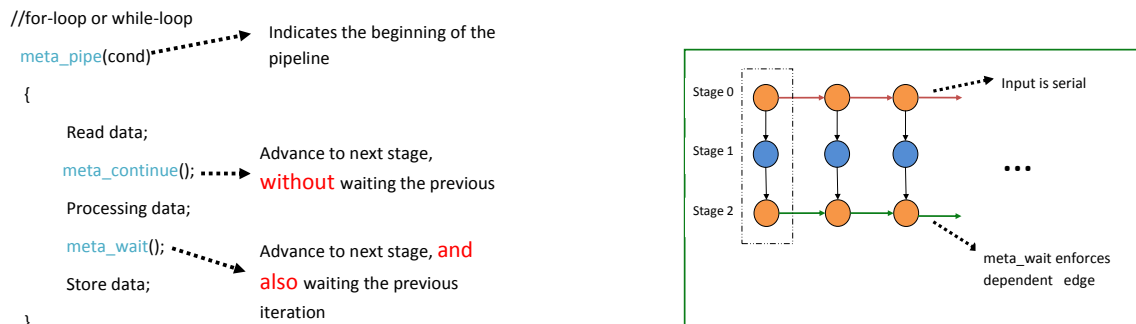 //for-loop or while-loop
meta_pipe(cond)
Indicates the beginning of the
pipeline
{
Read data;
meta_continue();
Advance to next stage,
without waiting the previous
Processing data;
meta_wait();
Advance to next stage, and
also waiting the previous
iteration
Store data;
}
Stage 0
Input is serial
Stage 1
...
Stage 2
meta_wait enforces
dependent edge